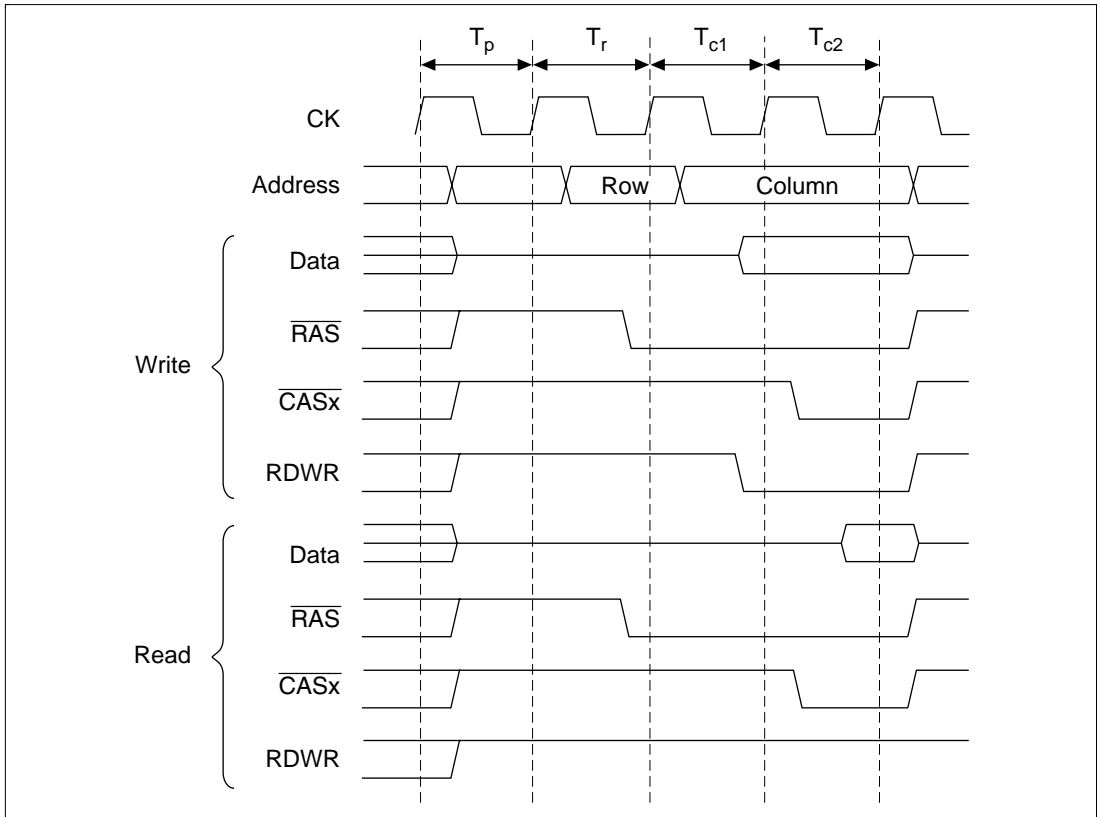 Tp Tr Tc1 Tc2
CK
Address Row Column
Write
Data
RAS
CASx
RDWR
Read
Data
RAS
CASx
RDWR